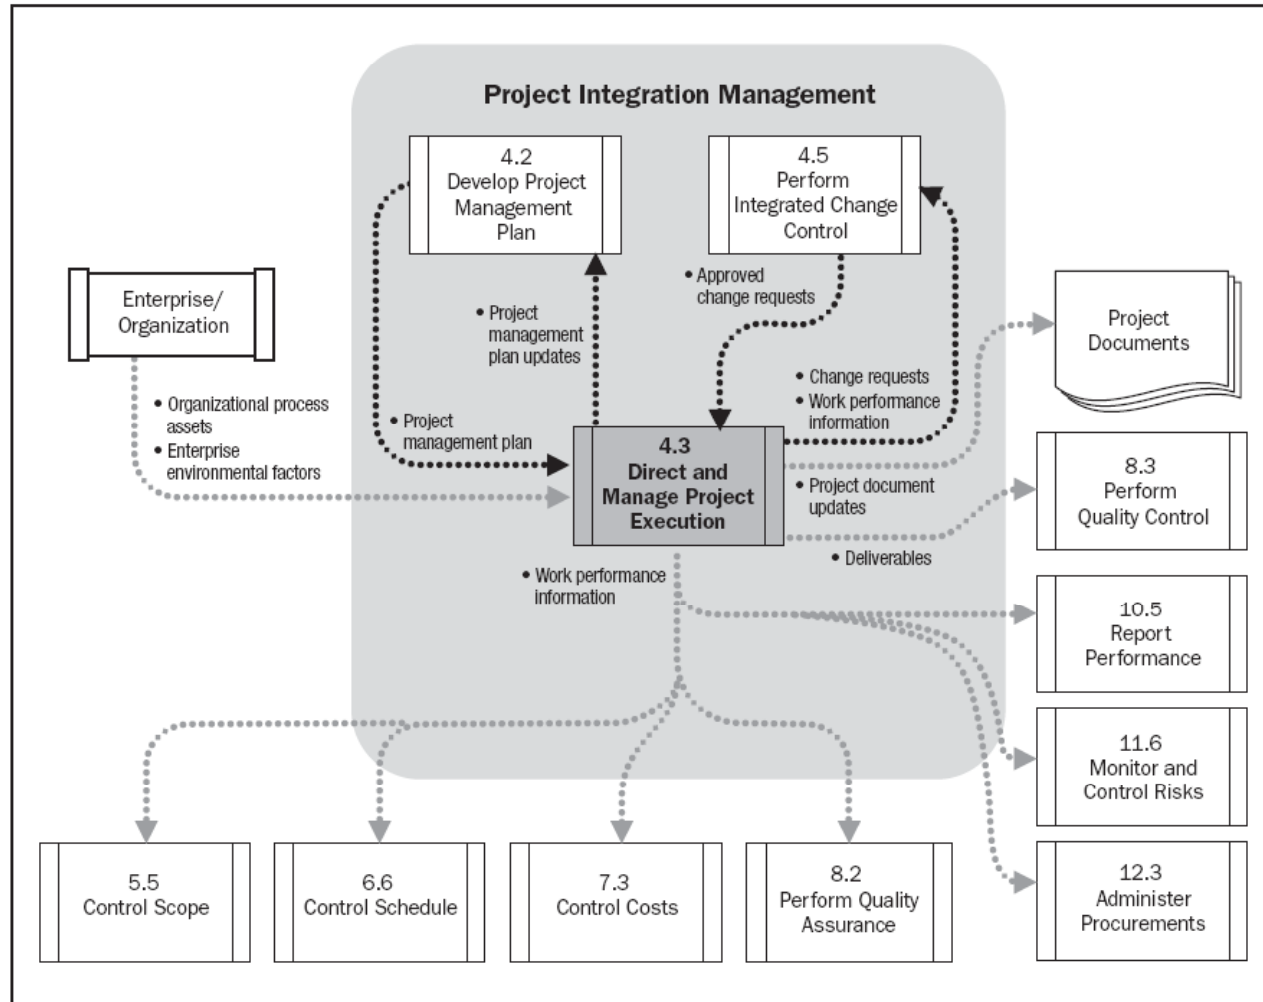 Project Integration Management
4.2
Develop Project
Management
Plan
4.5
Perform
Integrated Change
Control
Enterprise/
Organization
• Project
management
plan updates
• Approved
change requests
Project
Documents
• Organizational process
assets
• Enterprise
environmental factors
• Project
management plan
• Change requests
• Work performance
information
4.3
Direct and
Manage Project
Execution
• Project document
updates
8.3
Perform
Quality Control
• Deliverables
• Work performance
information
10.5
Report
Performance
11.6
Monitor and
Control Risks
5.5
Control Scope
6.6
Control Schedule
7.3
Control Costs
8.2
Perform Quality
Assurance
12.3
Administer
Procurements